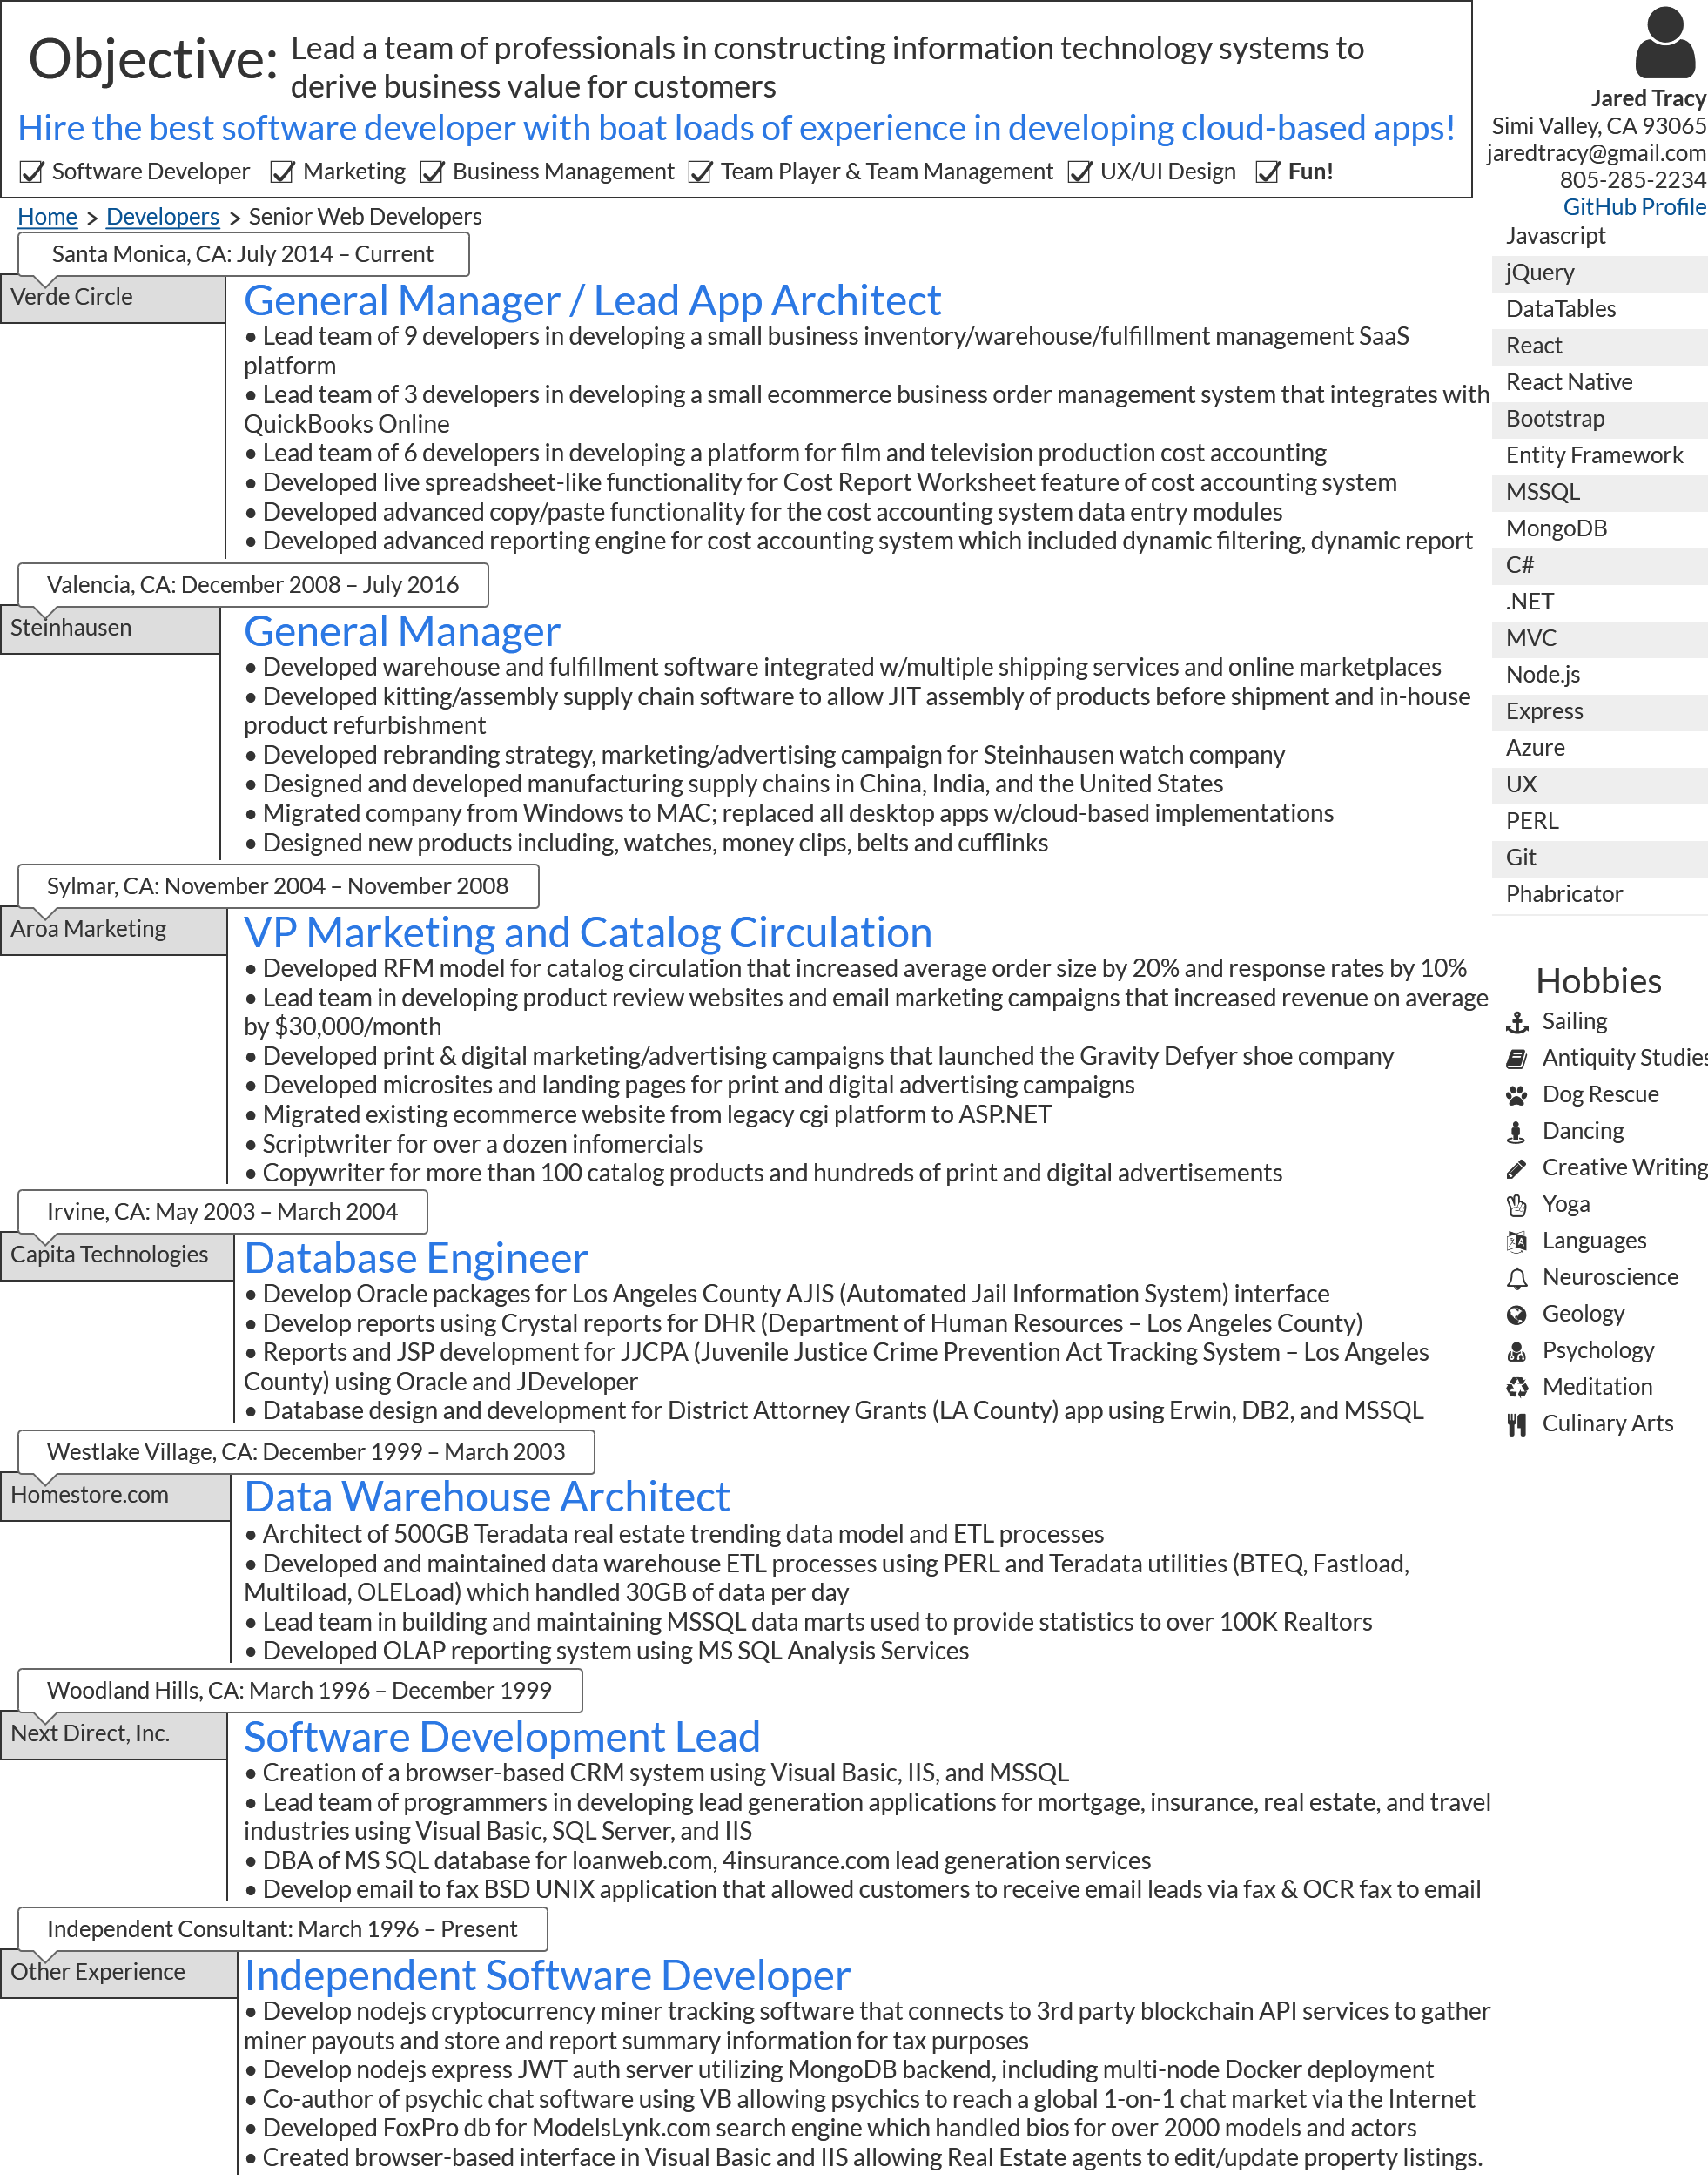 Objective: Lead a team of professionals in constructing information technology systems to
derive business value for customers
Hire the best software developer with boat loads of experience in developing cloud-based apps!
Software Developer Marketing Business Management Team Player & Team Management UX/UI Design Fun!
Home > Developers > Senior Web Developers
Santa Monica, CA: July 2014 – Current
Verde Circle
General Manager / Lead App Architect
• Lead team of 9 developers in developing a small business inventory/warehouse/fulfillment management SaaS
platform
• Lead team of 3 developers in developing a small ecommerce business order management system that integrates with
QuickBooks Online
• Lead team of 6 developers in developing a platform for film and television production cost accounting
• Developed live spreadsheet-like functionality for Cost Report Worksheet feature of cost accounting system
• Developed advanced copy/paste functionality for the cost accounting system data entry modules
• Developed advanced reporting engine for cost accounting system which included dynamic filtering, dynamic report
Valencia, CA: December 2008 – July 2016
Steinhausen
General Manager
• Developed warehouse and fulfillment software integrated w/multiple shipping services and online marketplaces
• Developed kitting/assembly supply chain software to allow JIT assembly of products before shipment and in-house
product refurbishment
• Developed rebranding strategy, marketing/advertising campaign for Steinhausen watch company
• Designed and developed manufacturing supply chains in China, India, and the United States
• Migrated company from Windows to MAC; replaced all desktop apps w/cloud-based implementations
• Designed new products including, watches, money clips, belts and cufflinks
Sylmar, CA: November 2004 – November 2008
Aroa Marketing
VP Marketing and Catalog Circulation
• Developed RFM model for catalog circulation that increased average order size by 20% and response rates by 10%
• Lead team in developing product review websites and email marketing campaigns that increased revenue on average
by $30,000/month
• Developed print & digital marketing/advertising campaigns that launched the Gravity Defyer shoe company
• Developed microsites and landing pages for print and digital advertising campaigns
• Migrated existing ecommerce website from legacy cgi platform to ASP.NET
• Scriptwriter for over a dozen infomercials
• Copywriter for more than 100 catalog products and hundreds of print and digital advertisements
Irvine, CA: May 2003 – March 2004
Capita Technologies
Database Engineer
• Develop Oracle packages for Los Angeles County AJIS (Automated Jail Information System) interface
• Develop reports using Crystal reports for DHR (Department of Human Resources – Los Angeles County)
• Reports and JSP development for JJCPA (Juvenile Justice Crime Prevention Act Tracking System – Los Angeles
County) using Oracle and JDeveloper
• Database design and development for District Attorney Grants (LA County) app using Erwin, DB2, and MSSQL
Westlake Village, CA: December 1999 – March 2003
Homestore.com
Data Warehouse Architect
• Architect of 500GB Teradata real estate trending data model and ETL processes
• Developed and maintained data warehouse ETL processes using PERL and Teradata utilities (BTEQ, Fastload,
Multiload, OLELoad) which handled 30GB of data per day
• Lead team in building and maintaining MSSQL data marts used to provide statistics to over 100K Realtors
• Developed OLAP reporting system using MS SQL Analysis Services
Woodland Hills, CA: March 1996 – December 1999
Next Direct, Inc.
Software Development Lead
• Creation of a browser-based CRM system using Visual Basic, IIS, and MSSQL
• Lead team of programmers in developing lead generation applications for mortgage, insurance, real estate, and travel
industries using Visual Basic, SQL Server, and IIS
• DBA of MS SQL database for loanweb.com, 4insurance.com lead generation services
• Develop email to fax BSD UNIX application that allowed customers to receive email leads via fax & OCR fax to email
Independent Consultant: March 1996 – Present
Other Experience
Independent Software Developer
• Develop nodejs cryptocurrency miner tracking software that connects to 3rd party blockchain API services to gather
miner payouts and store and report summary information for tax purposes
• Develop nodejs express JWT auth server utilizing MongoDB backend, including multi-node Docker deployment
• Co-author of psychic chat software using VB allowing psychics to reach a global 1-on-1 chat market via the Internet
• Developed FoxPro db for ModelsLynk.com search engine which handled bios for over 2000 models and actors
• Created browser-based interface in Visual Basic and IIS allowing Real Estate agents to edit/update property listings.
Jared Tracy
Simi Valley, CA 93065
jaredtracy@gmail.com
805-285-2234
GitHub Profile
Javascript
jQuery
DataTables
React
React Native
Bootstrap
Entity Framework
MSSQL
MongoDB
C#
.NET
MVC
Node.js
Express
Azure
UX
PERL
Git
Phabricator
Hobbies
Sailing
Antiquity Studies
Dog Rescue
Dancing
Creative Writing
Yoga
Languages
Neuroscience
Geology
Psychology
Meditation
Culinary Arts